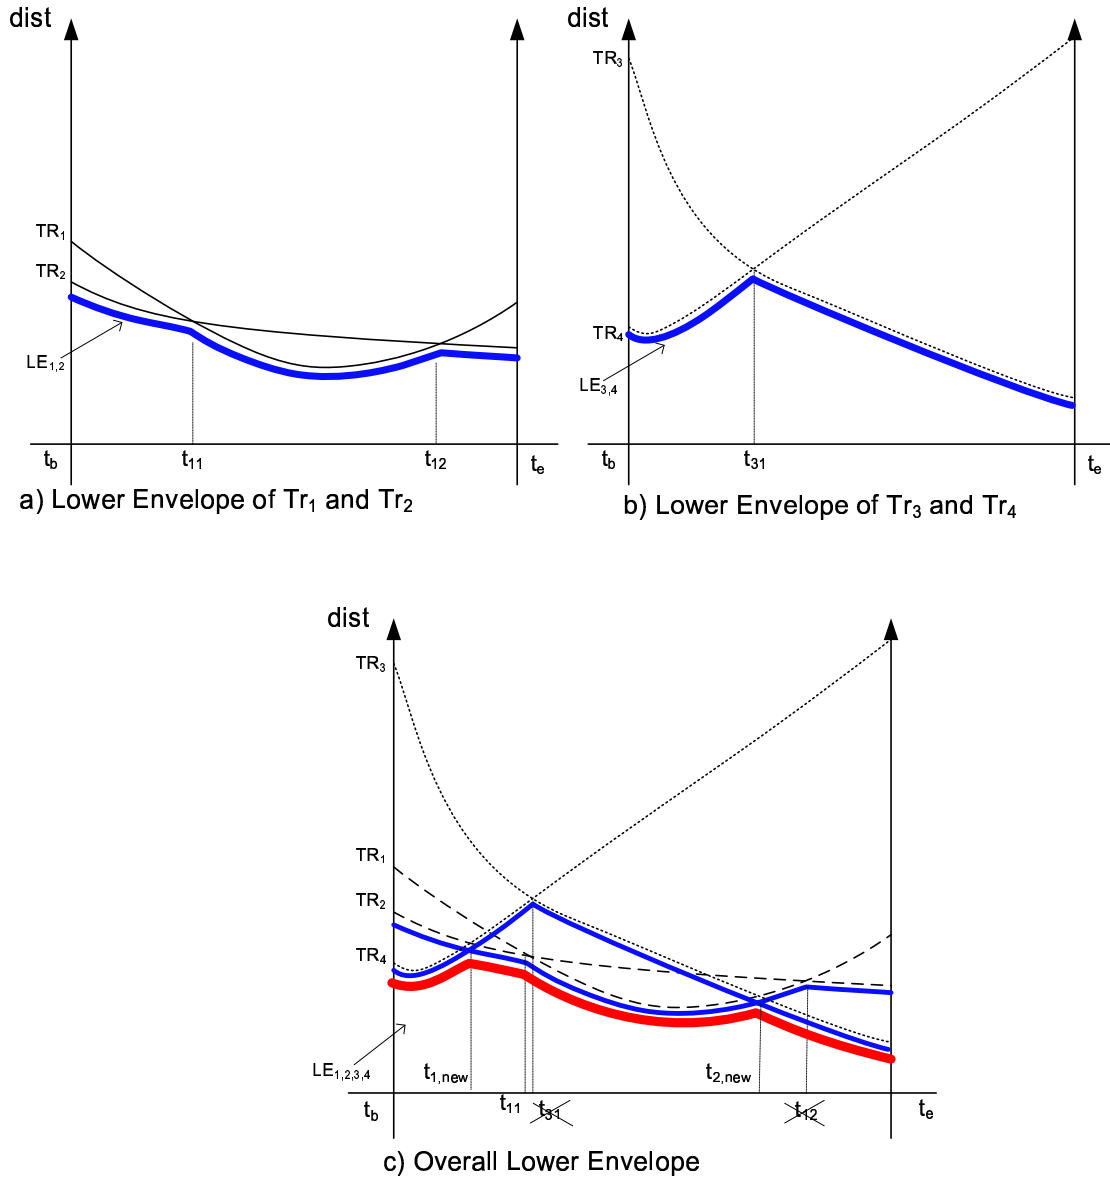 dist
TR1
TR2
LE1,2
tb
t11
t12
te
a) Lower Envelope of Tr1 and Tr2
dist
TR3
TR4
LE3,4
tb
t31
te
b) Lower Envelope of Tr3 and Tr4
dist
TR3
TR1
TR2
TR4
LE1,2,3,4
t1,new
t2,new
tb
t11
t31
t12
te
c) Overall Lower Envelope